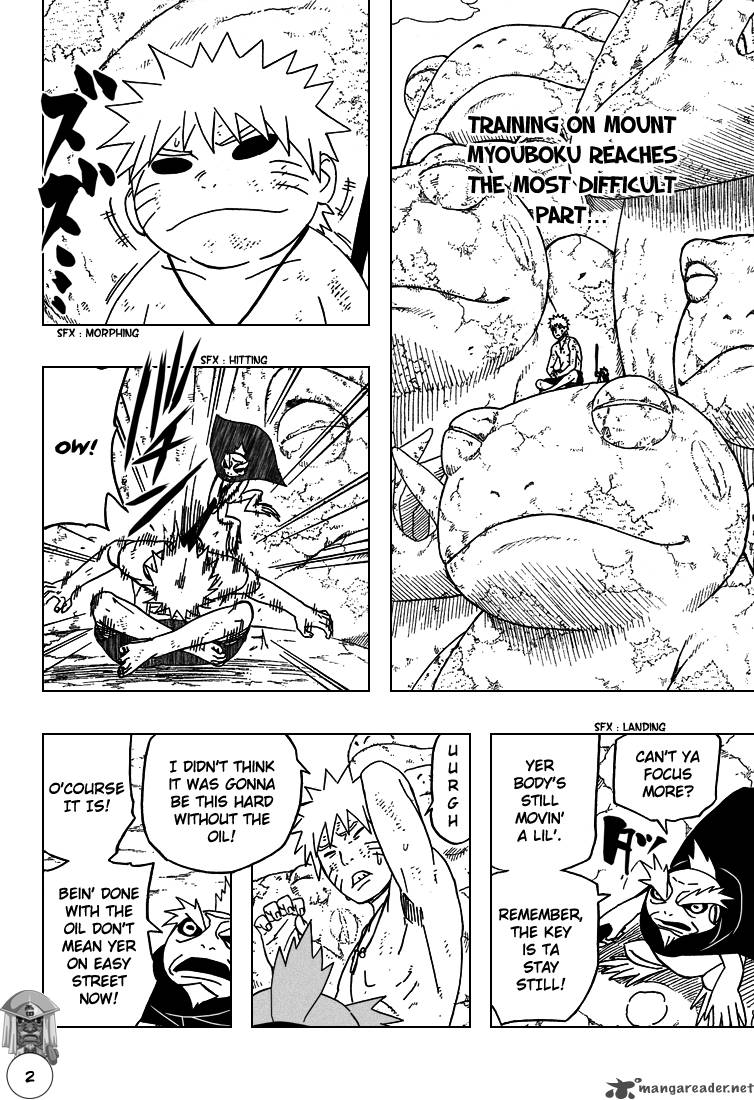 TRAINING ON MOUNT
MYOUBOKU REACHES
THE MOST DIFFICULT
PART...
ズズズ...
SFX : MORPHING
SFX : HITTING
OW!
SFX : LANDING
CAN'T YA
FOCUS
MORE?
YER
BODY'S
STILL
MOVIN'
A LIL'.
REMEMBER,
THE KEY
IS TA
STAY
STILL!
UURGH
I DIDN'T THINK
IT WAS GONNA
BE THIS HARD
WITHOUT THE
OIL!
O'COURSE
IT IS!
BEIN' DONE
WITH THE
OIL DON'T
MEAN YER
ON EASY
STREET
NOW!
2
mangareader.net